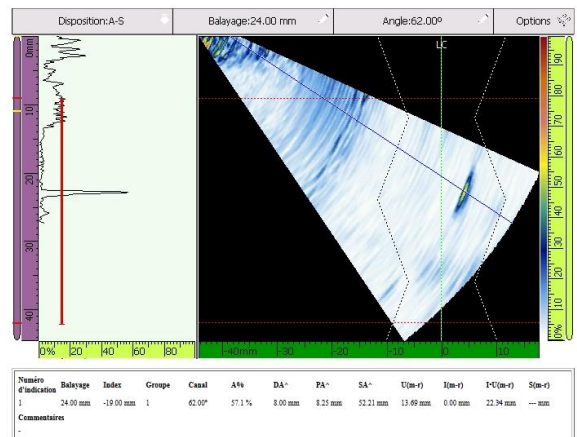 Disposition:A-S Balayage:24.00 mm Angle:62.00º Options
LC
0mm
10
20
30
40
0% 20 40 60 80
-40mm -30 -20 -10 0 10
90
80
70
60
50
40
30
20
10
0%
Numéro d'indication Balayage Index Groupe Canal A% DA^ PA^ SA^ U(m-r) I(m-r) I*U(m-r) S(m-r)
1 24.00 mm -19.00 mm 1 62.00° 57.1 % 8.00 mm 8.25 mm 52.21 mm 13.69 mm 0.00 mm 22.34 mm --- mm
Commentaires
-